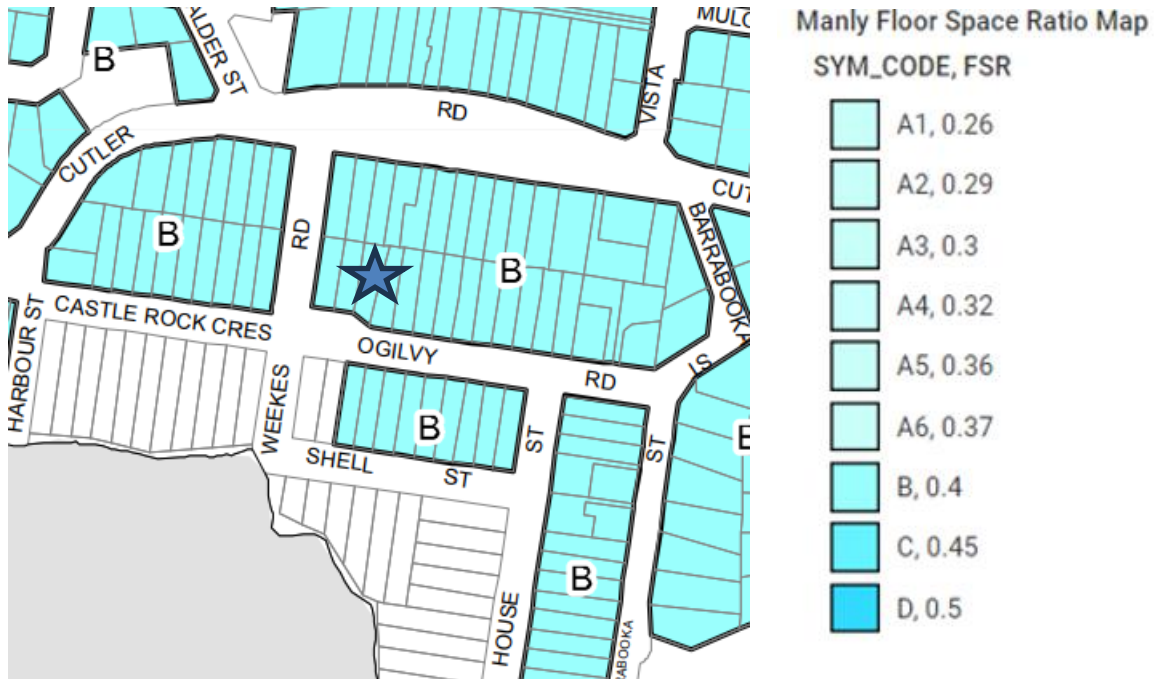 ALDER ST
B
CUTLER
RD
VISTA
MULG
CUT
B
RD
B
BARRABOOKA
CASTLE ROCK CRES
HARBOUR ST
OGILVY
RD
WEEKES
B
ST
ST
SHELL
ST
B
HOUSE
RABOOKA
Manly Floor Space Ratio Map
SYM_CODE, FSR
A1, 0.26
A2, 0.29
A3, 0.3
A4, 0.32
A5, 0.36
A6, 0.37
B, 0.4
C, 0.45
D, 0.5